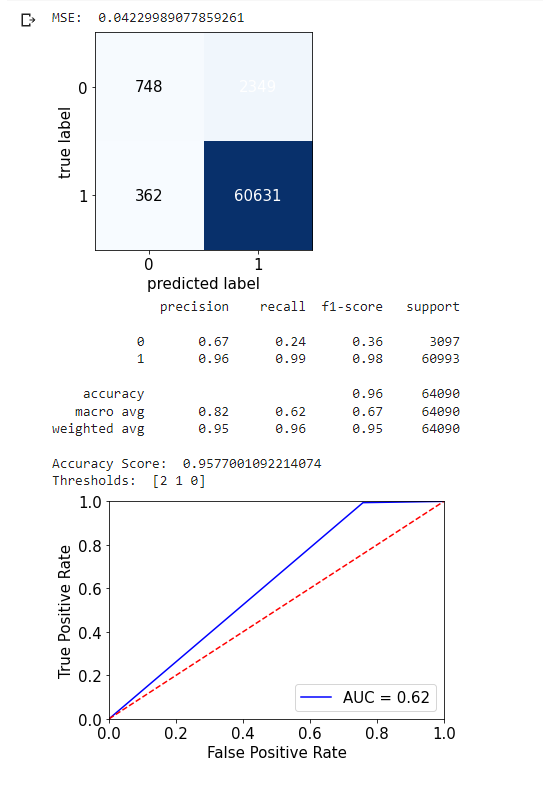 MSE: 0.04229989077859261
0 748 2349
true label
1 362 60631
0 1
predicted label
precision recall f1-score support
0 0.67 0.24 0.36 3097
1 0.96 0.99 0.98 60993
accuracy 0.96 64090
macro avg 0.82 0.62 0.67 64090
weighted avg 0.95 0.96 0.95 64090
Accuracy Score: 0.9577001092214074
Thresholds: [2 1 0]
1.0
0.8
0.6
0.4
0.2
0.0
True Positive Rate
AUC = 0.62
0.0 0.2 0.4 0.6 0.8 1.0
False Positive Rate